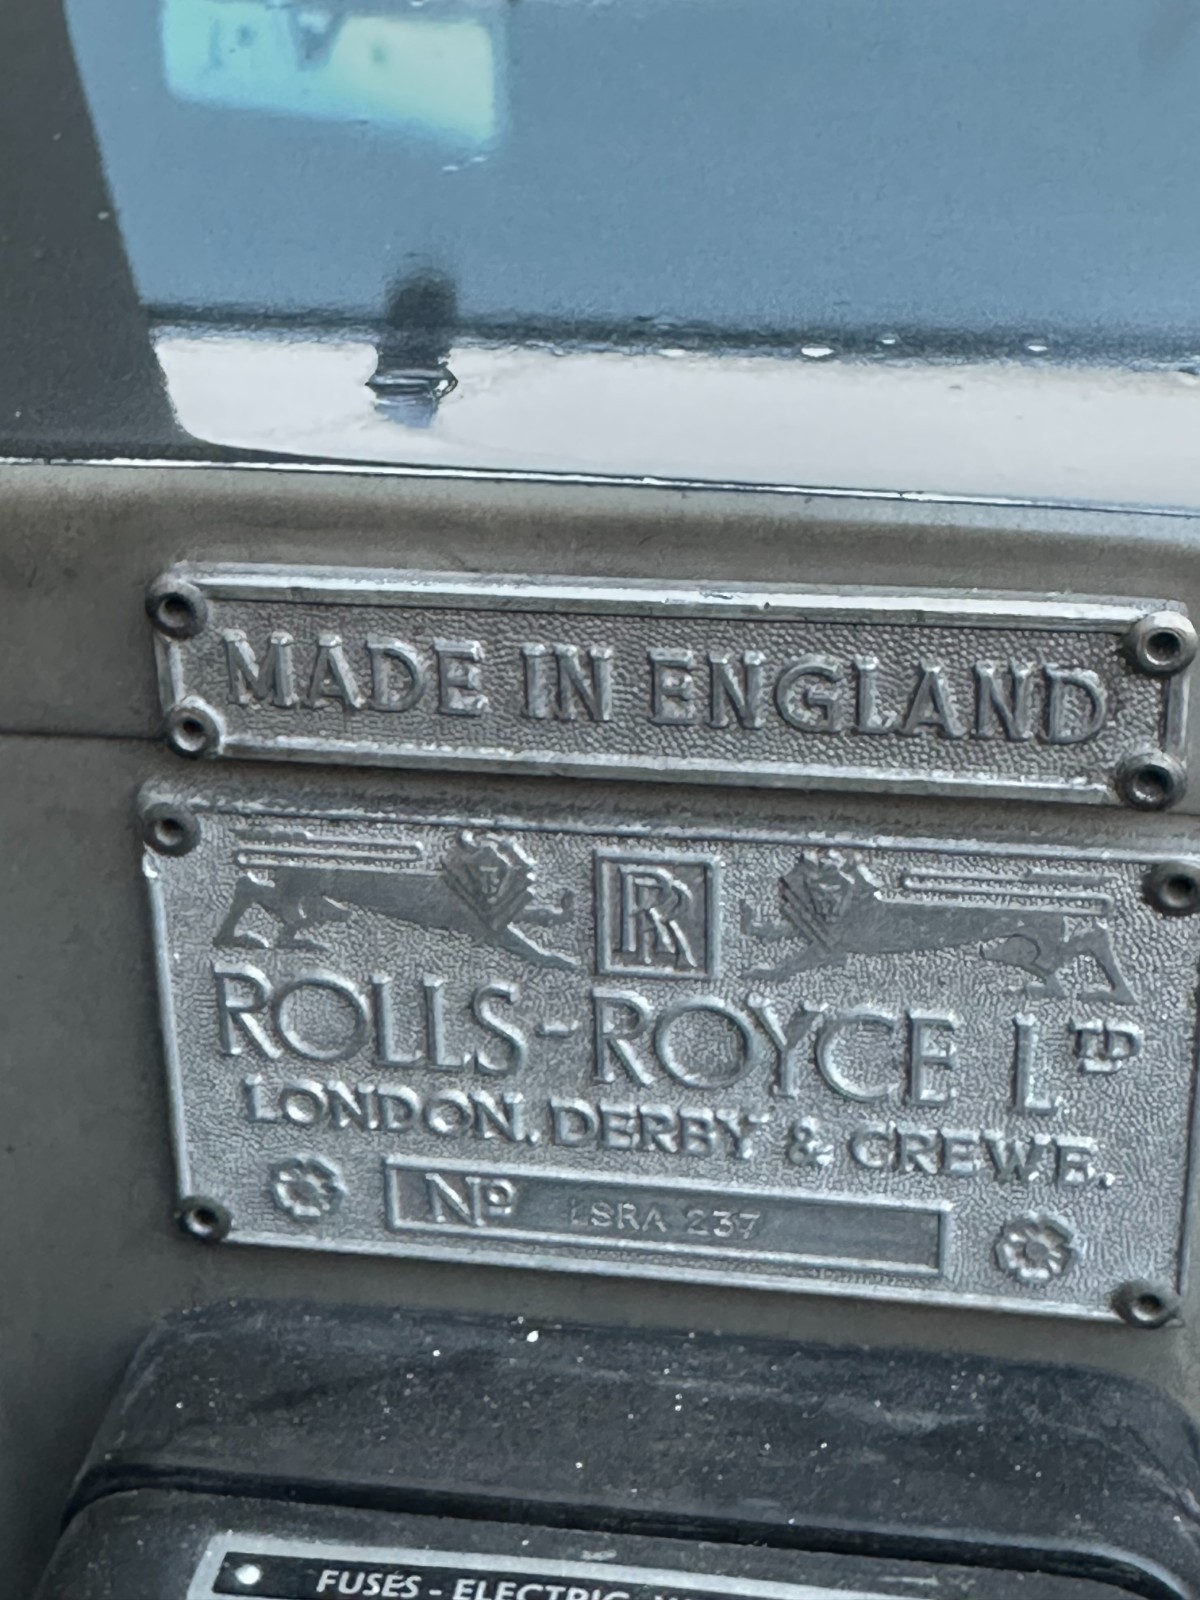 MADE IN ENGLAND
RR
ROLLS-ROYCE LTD
LONDON, DERBY & CREWE.
No LSRA 237
FUSES - ELECTRIC